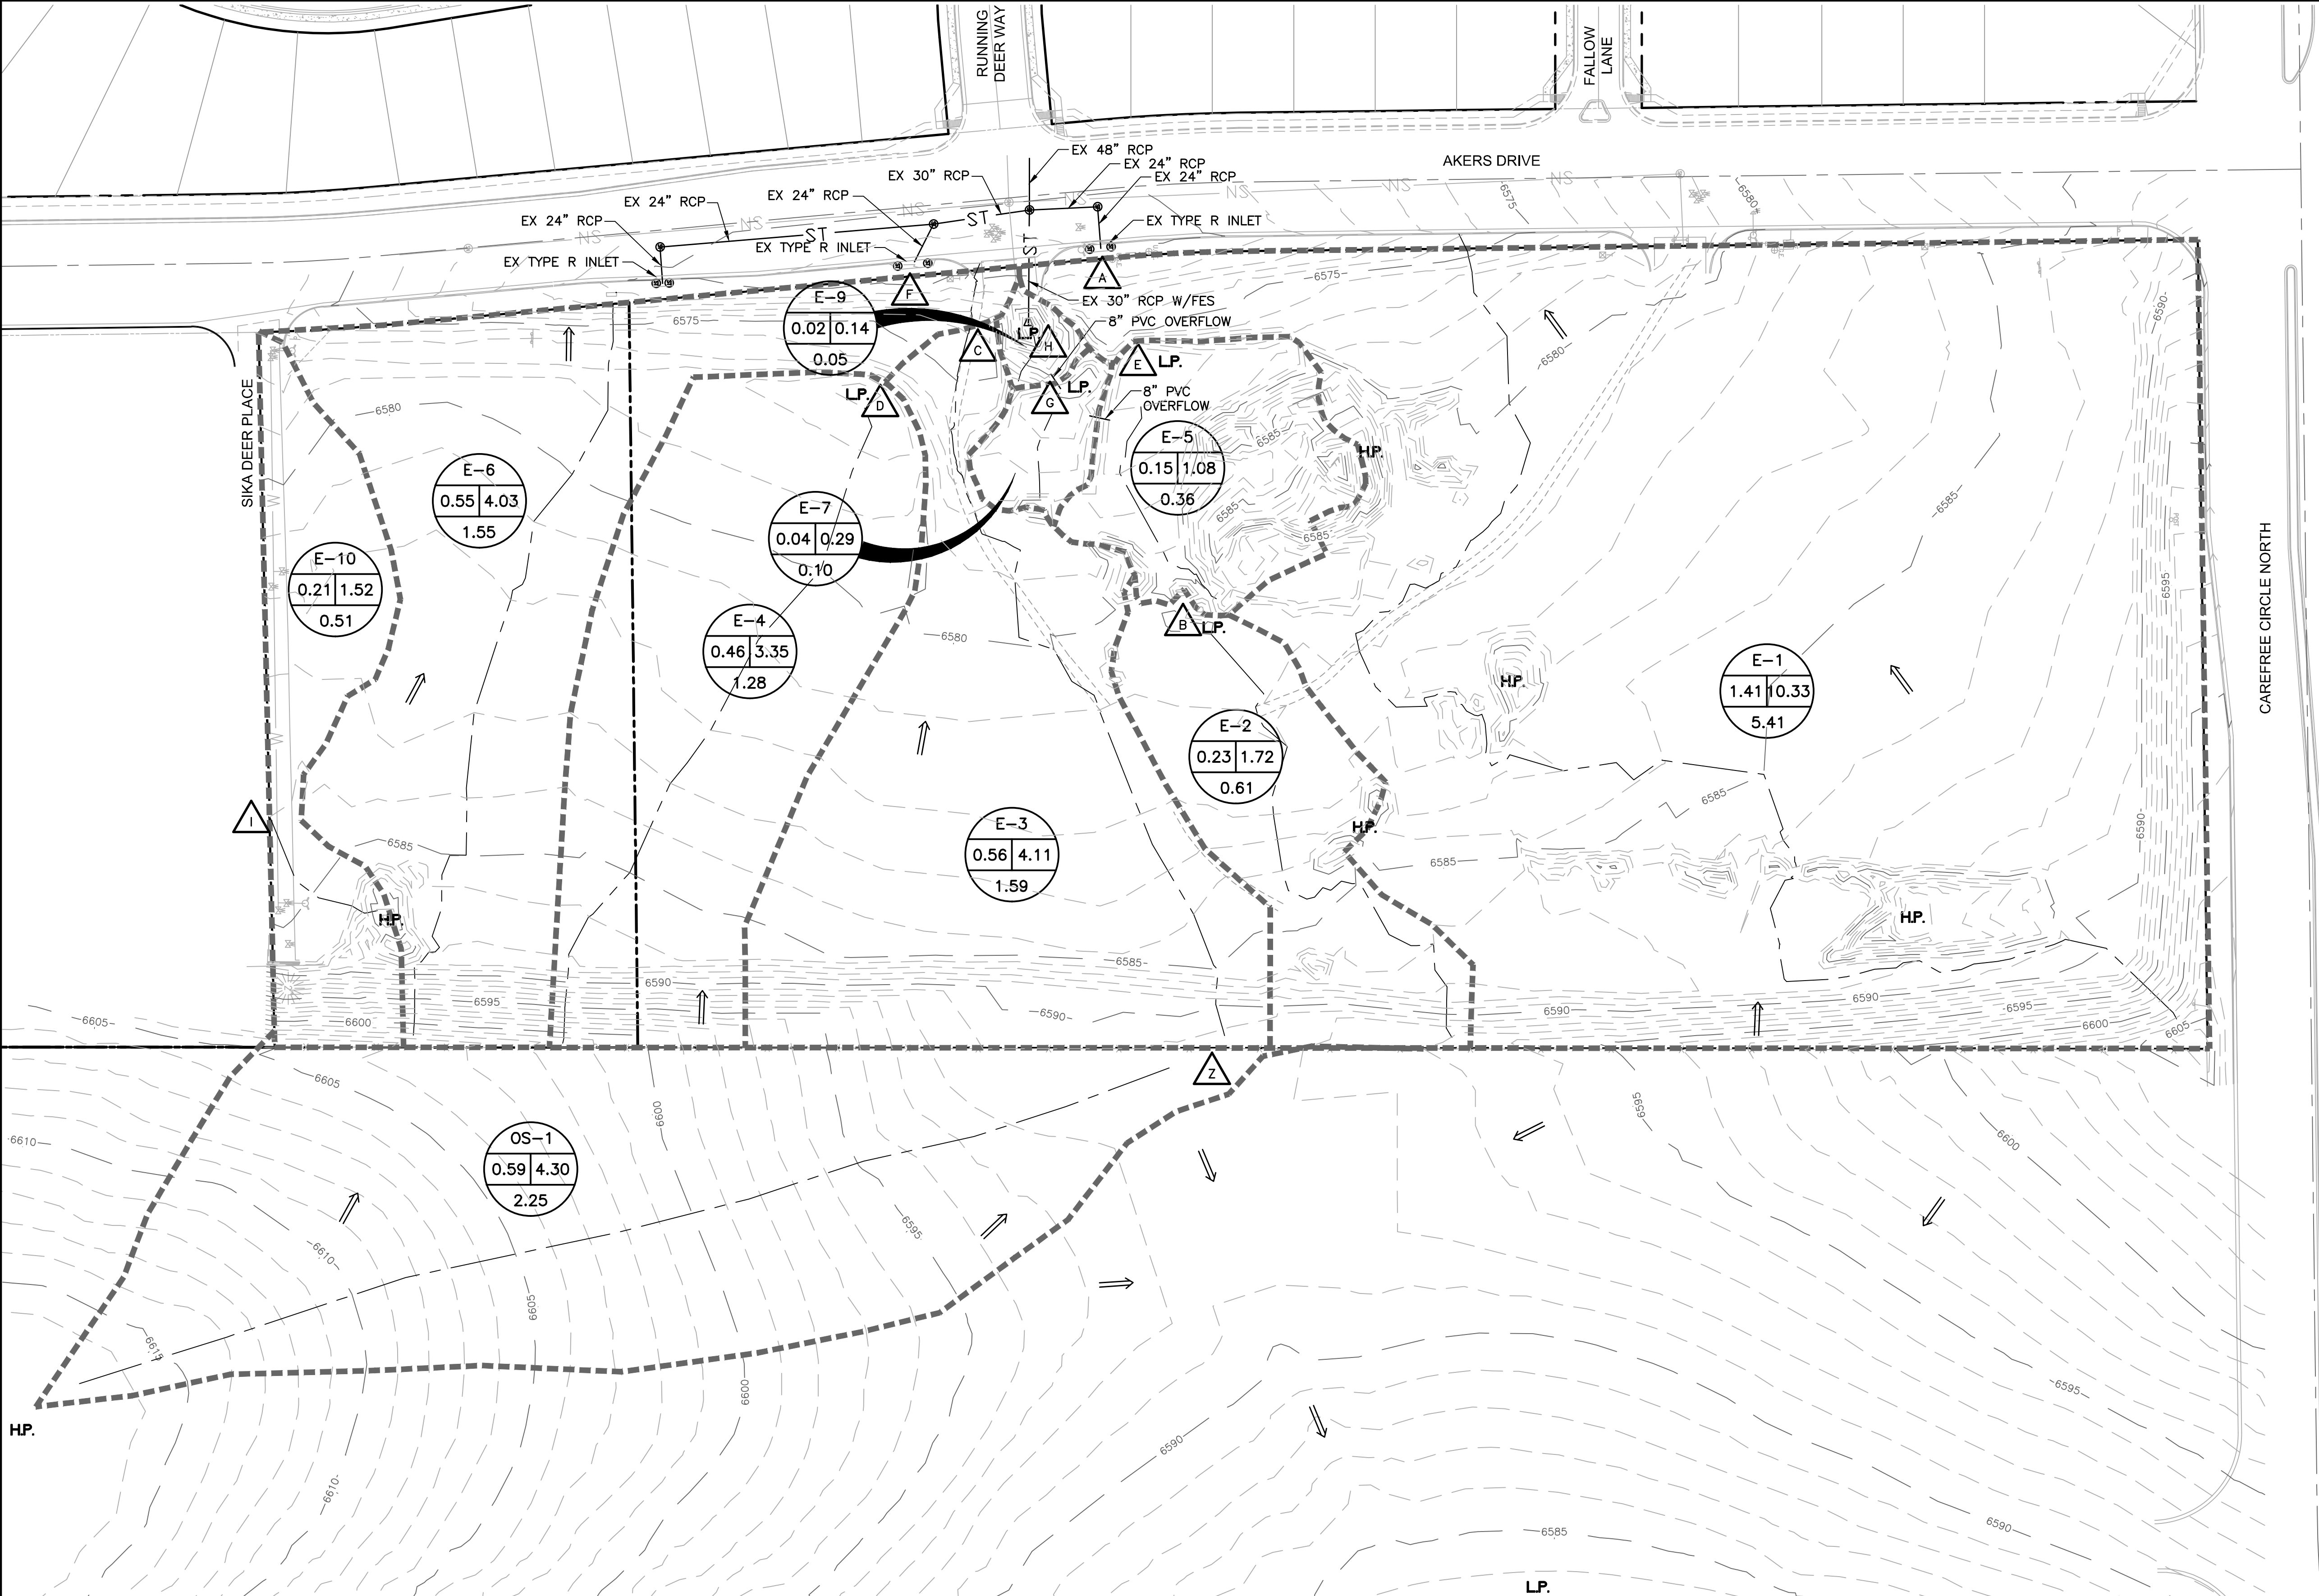 RUNNING
DEER WAY
FALLOW
LANE
AKERS DRIVE
EX 48" RCP
EX 24" RCP
EX 24" RCP
EX 30" RCP
EX 24" RCP
EX 24" RCP
EX 24" RCP
EX TYPE R INLET
EX TYPE R INLET
EX TYPE R INLET
NS
NS
NS
NS
NS
NS
NS
ST
ST
ST
6575
6580
A
F
EX 30" RCP W/FES
8" PVC OVERFLOW
E-9
0.02 0.14
0.05
6575
6575
6590
L.P.
C
H
E L.P.
6580
L.P.
G
L.P.
D
8" PVC
OVERFLOW
SIKA DEER PLACE
6580
E-5
0.15 1.08
0.36
6585
H.P.
E-6
0.55 4.03
1.55
6585
6585
6585
E-7
0.04 0.29
0.10
E-10
0.21 1.52
0.51
6595
CAREFREE CIRCLE NORTH
B L.P.
E-4
0.46 3.35
1.28
6580
H.P.
E-1
1.41 10.33
5.41
E-2
0.23 1.72
0.61
6585
I
H.P.
6590
6585
E-3
0.56 4.11
1.59
6585
H.P.
H.P.
6585
6590
6595
6590
6590
6590
6595
6600
6600
6605
6605
Z
6605
6600
6595
6600
6610
OS-1
0.59 4.30
2.25
6595
6610
6605
6615
6600
6595
H.P.
6590
6610
6590
6585
L.P.